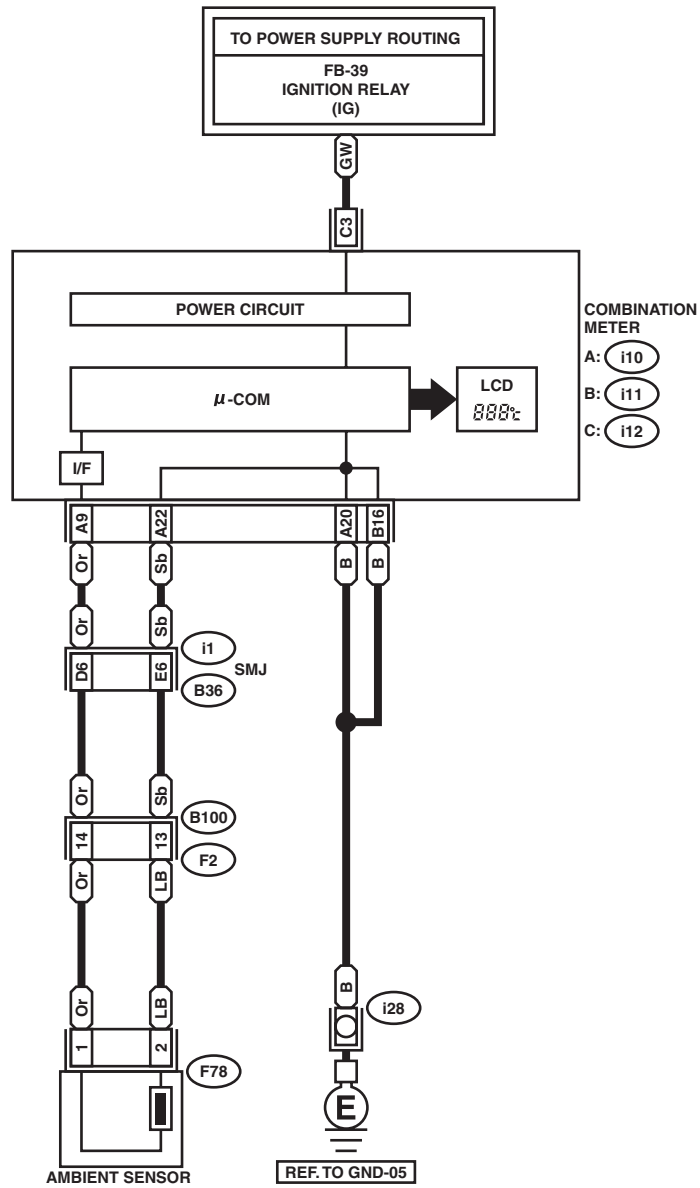 TO POWER SUPPLY ROUTING
FB-39
IGNITION RELAY
(IG)
GW
C3
POWER CIRCUIT
COMBINATION
METER
A: i10
B: i11
C: i12
μ-COM
LCD
888℃
I/F
A9 A22 A20 B16
Or Sb B B
Or Sb
i1
D6 E6 SMJ
B36
Or Sb
B100
14 13
F2
Or LB
Or LB B
i28
1 2
F78
E
AMBIENT SENSOR
REF. TO GND-05